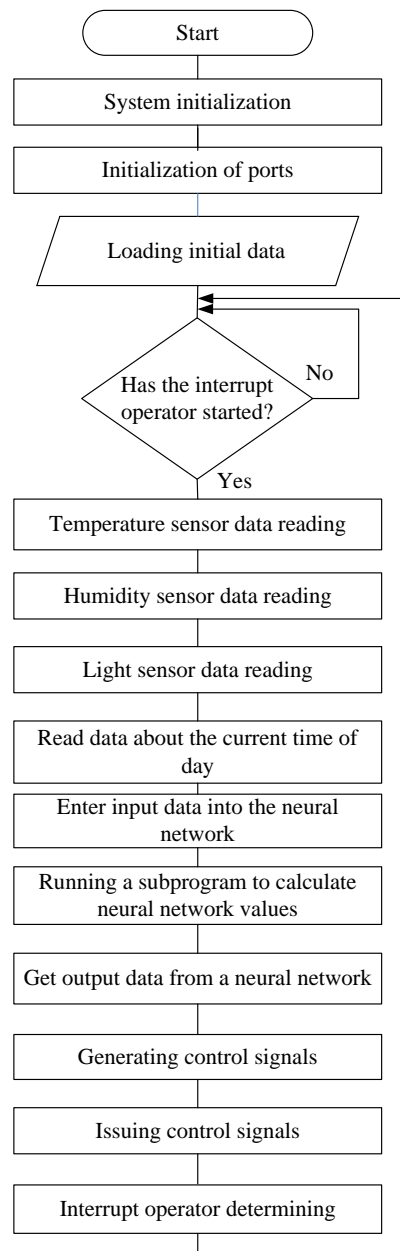 Start
System initialization
Initialization of ports
Loading initial data
Has the interrupt
operator started?
No
Yes
Temperature sensor data reading
Humidity sensor data reading
Light sensor data reading
Read data about the current time of
day
Enter input data into the neural
network
Running a subprogram to calculate
neural network values
Get output data from a neural network
Generating control signals
Issuing control signals
Interrupt operator determining